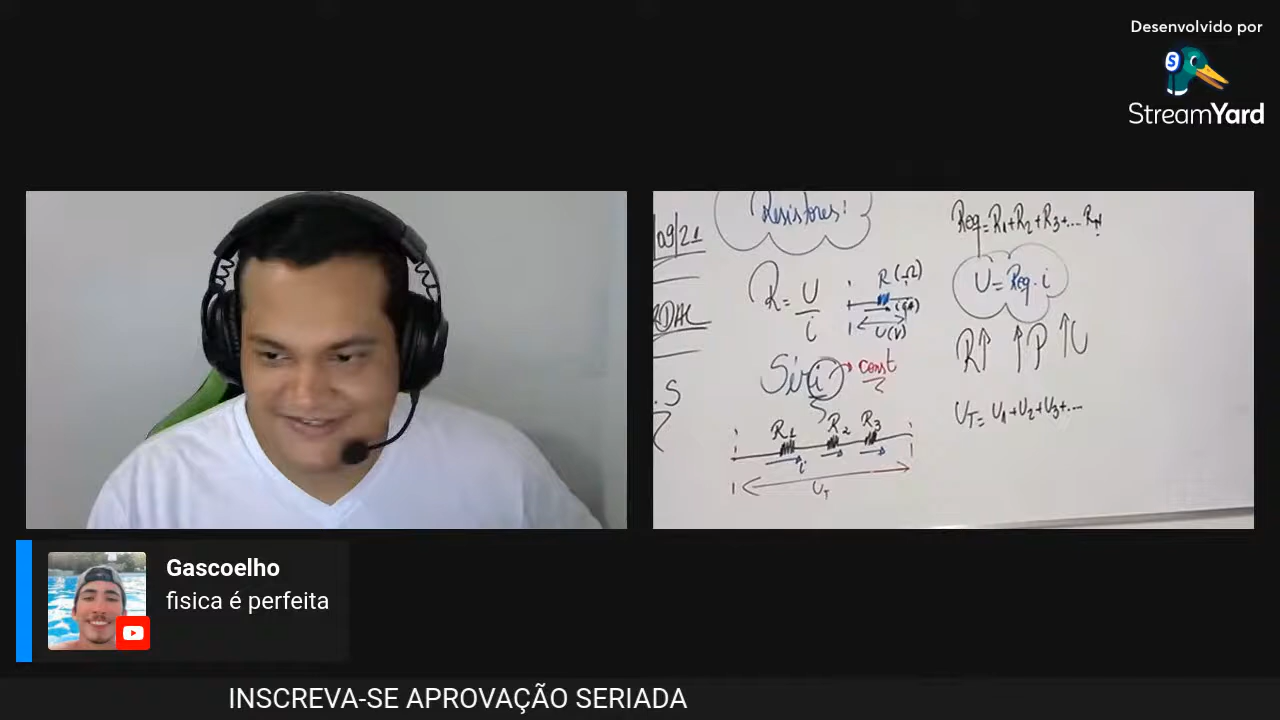 Desenvolvido por
StreamYard
Resistores:
/09/21
R = U / i
R (Ω)
U(V)
i
Siri
const
R1 R2 R3
i
UT
Req = R1+R2+R3+... RN
U = Req . i
R↑ ↑P ↑U
UT = U1+U2+U3+...
Gascoelho
fisica é perfeita
INSCREVA-SE APROVAÇÃO SERIADA